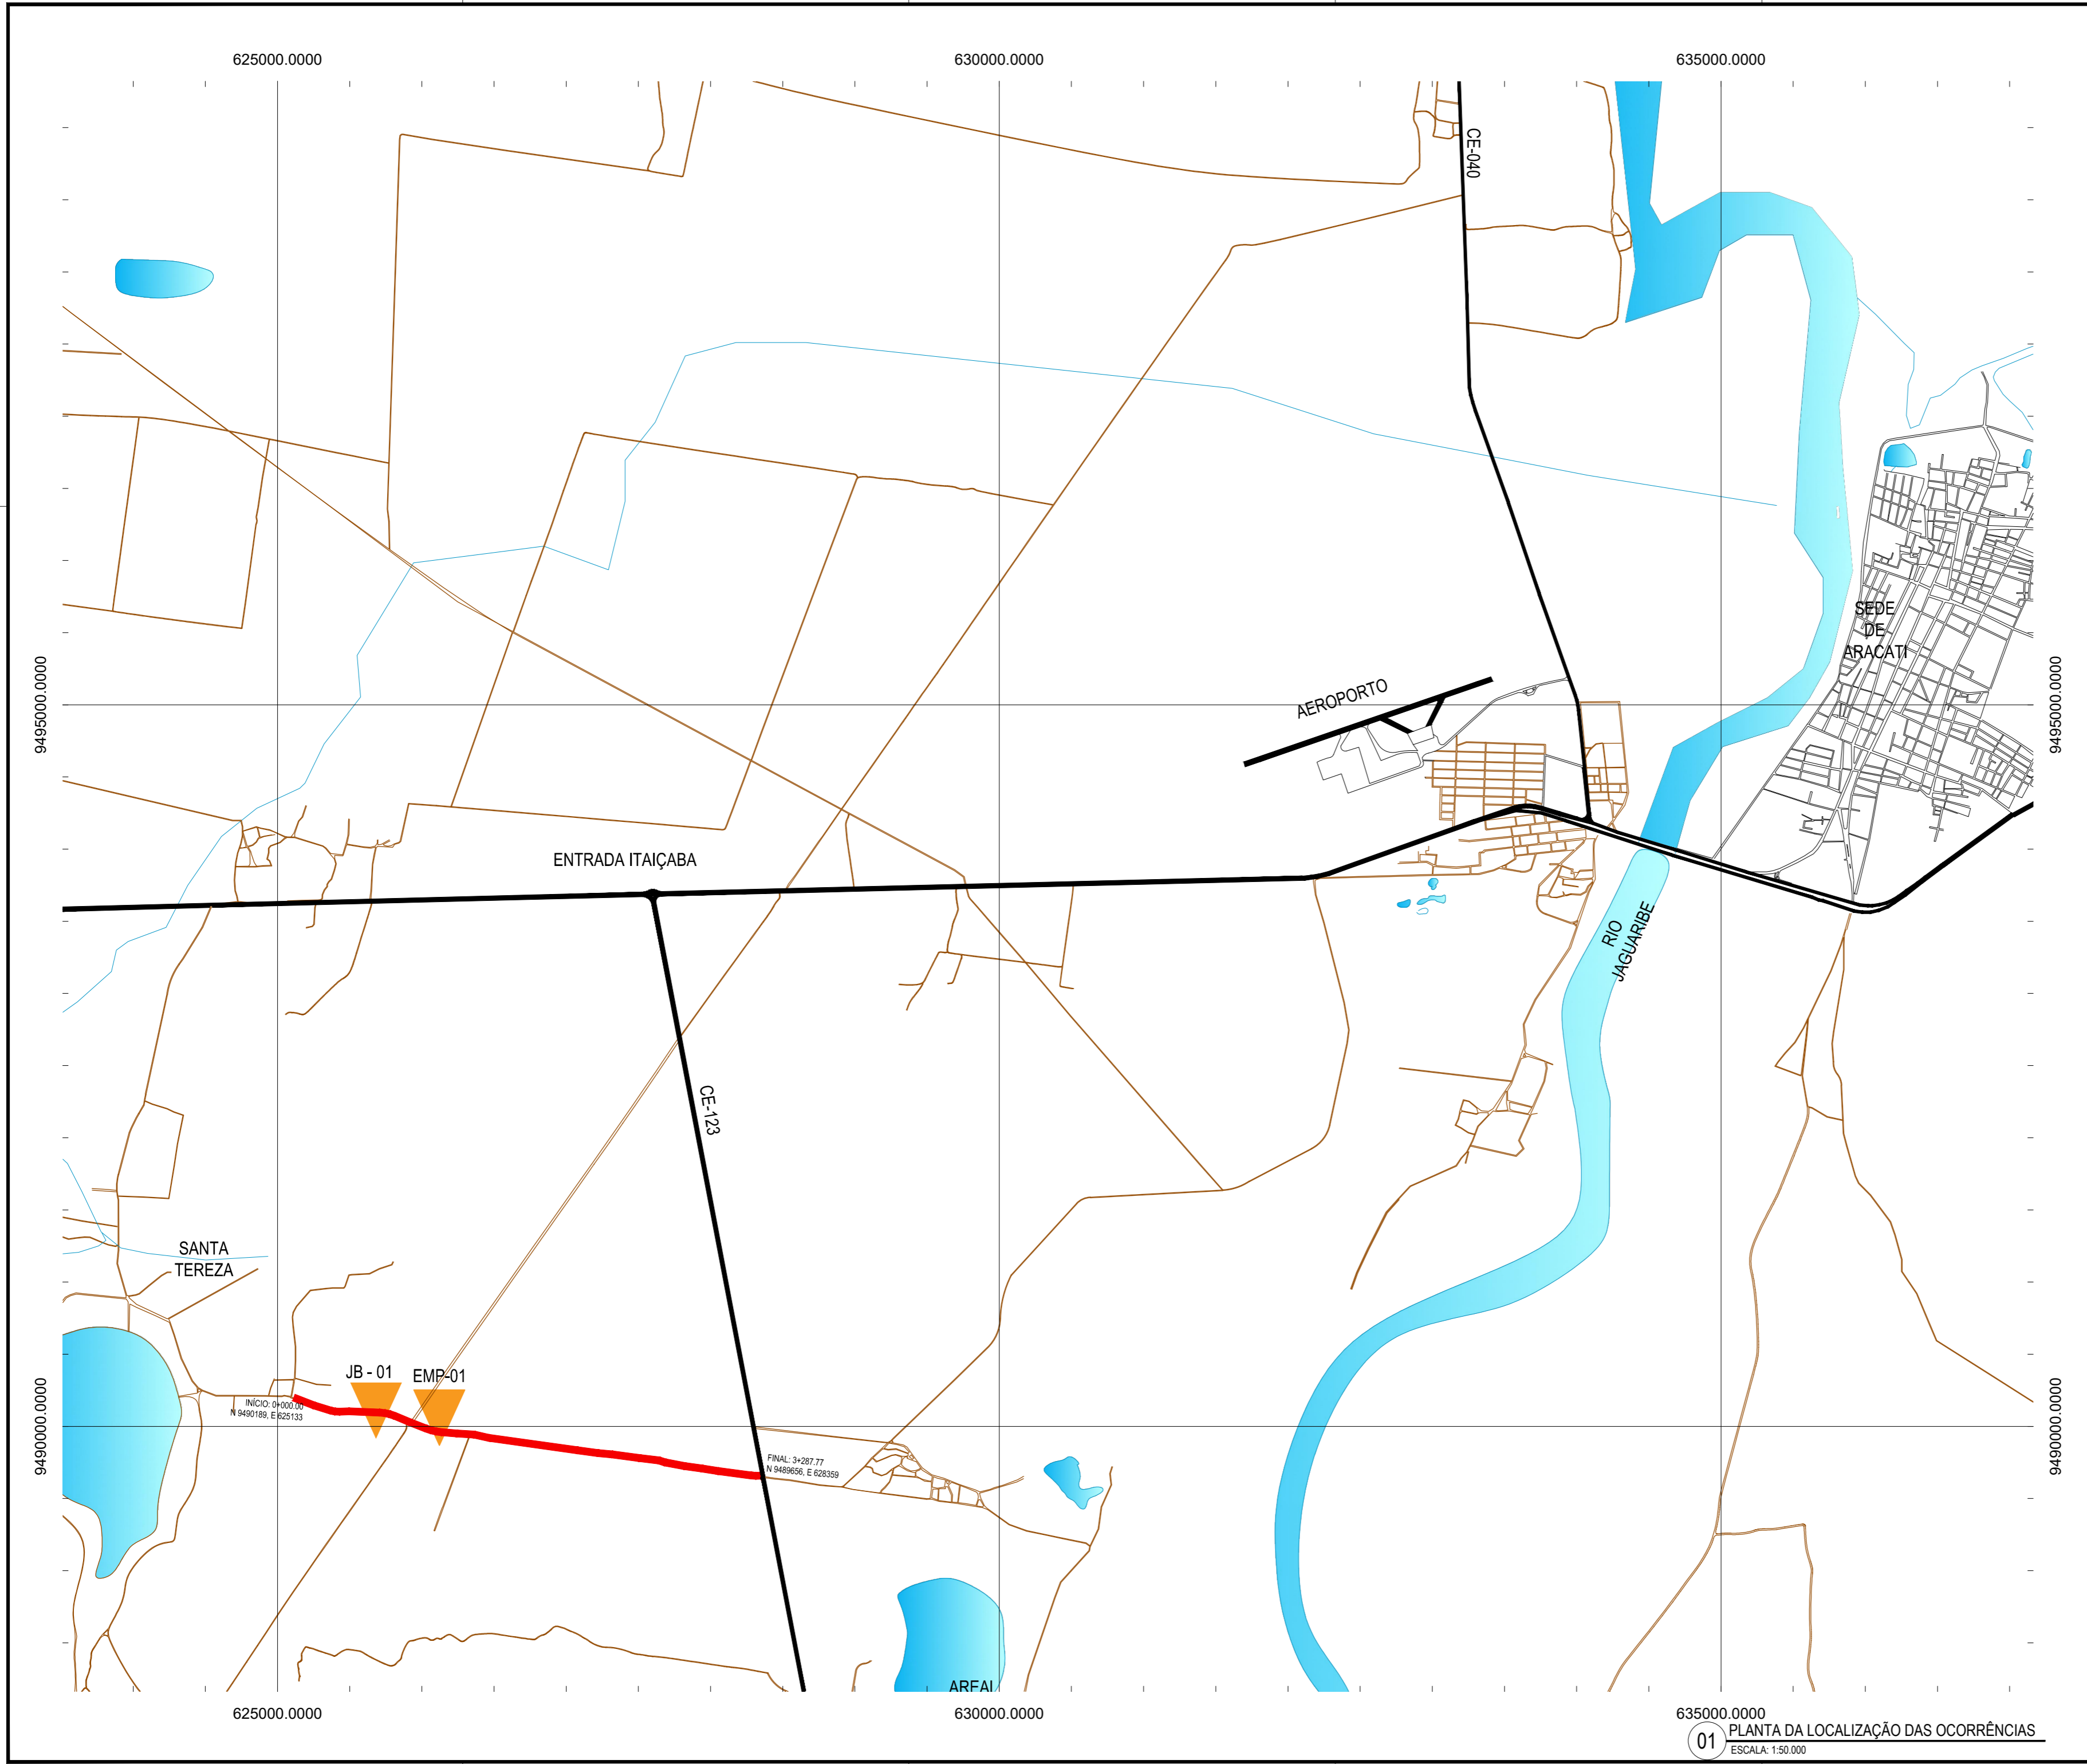 625000.0000
630000.0000
635000.0000
CE-040
SEDE
DE
ARACATI
9495000.0000
9495000.0000
AEROPORTO
ENTRADA ITAIÇABA
RIO
JAGUARIBE
CE-123
SANTA
TEREZA
JB - 01
EMP-01
INÍCIO: 0+000.00
N 9490189, E 625133
9490000.0000
9490000.0000
FINAL: 3+287.77
N 9489656, E 628359
AREAL
625000.0000
630000.0000
635000.0000
01
PLANTA DA LOCALIZAÇÃO DAS OCORRÊNCIAS
ESCALA: 1:50.000